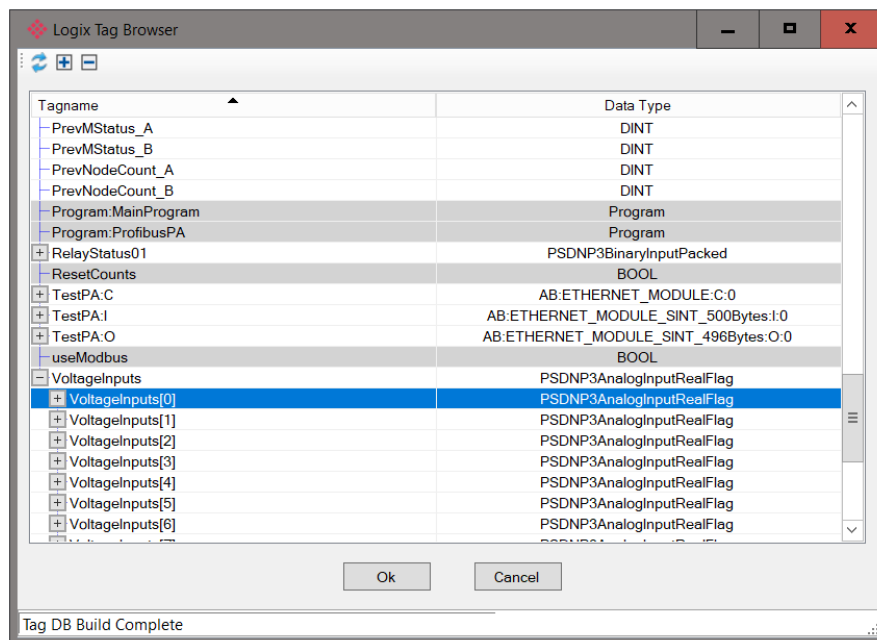 Logix Tag Browser
Tagname Data Type
PrevMStatus_A DINT
PrevMStatus_B DINT
PrevNodeCount_A DINT
PrevNodeCount_B DINT
Program:MainProgram Program
Program:ProfibusPA Program
RelayStatus01 PSDNP3BinaryInputPacked
ResetCounts BOOL
TestPA:C AB:ETHERNET_MODULE:C:0
TestPA:I AB:ETHERNET_MODULE_SINT_500Bytes:I:0
TestPA:O AB:ETHERNET_MODULE_SINT_496Bytes:O:0
useModbus BOOL
VoltageInputs PSDNP3AnalogInputRealFlag
VoltageInputs[0] PSDNP3AnalogInputRealFlag
VoltageInputs[1] PSDNP3AnalogInputRealFlag
VoltageInputs[2] PSDNP3AnalogInputRealFlag
VoltageInputs[3] PSDNP3AnalogInputRealFlag
VoltageInputs[4] PSDNP3AnalogInputRealFlag
VoltageInputs[5] PSDNP3AnalogInputRealFlag
VoltageInputs[6] PSDNP3AnalogInputRealFlag
Ok Cancel
Tag DB Build Complete